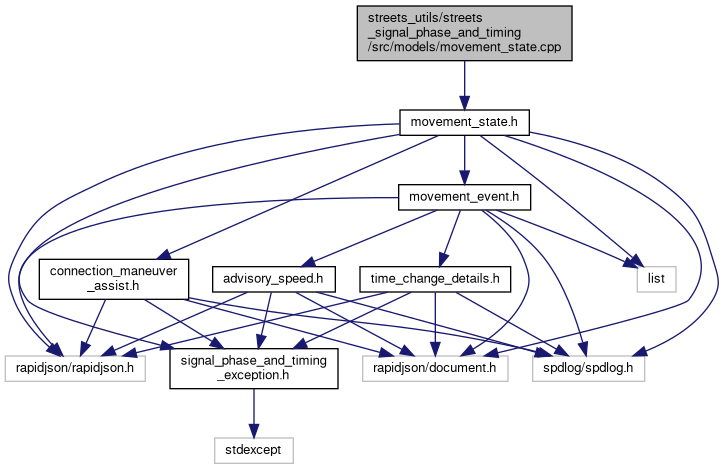 streets_utils/streets
_signal_phase_and_timing
/src/models/movement_state.cpp
movement_state.h
movement_event.h
connection_maneuver
_assist.h
advisory_speed.h
time_change_details.h
list
rapidjson/rapidjson.h
signal_phase_and_timing
_exception.h
rapidjson/document.h
spdlog/spdlog.h
stdexcept